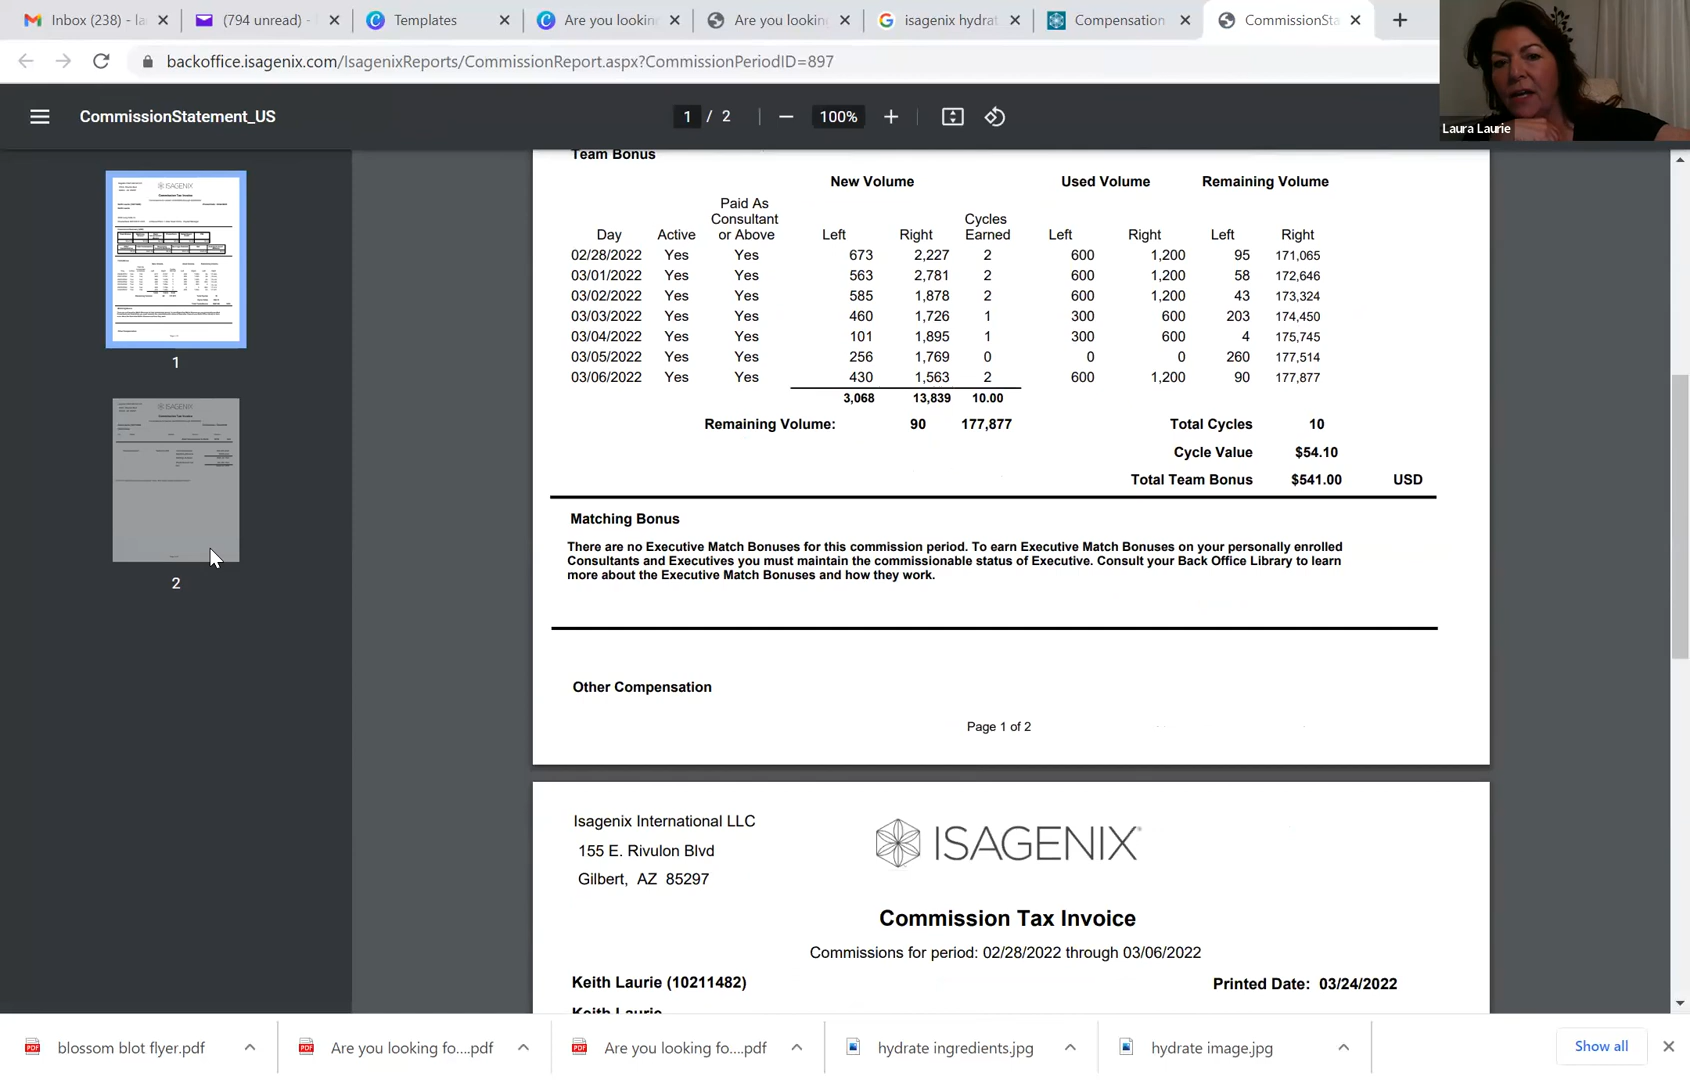 Inbox (238) - la
(794 unread) -
Templates
Are you lookin
Are you lookin
isagenix hydrat
Compensation
CommissionSta
backoffice.isagenix.com/IsagenixReports/CommissionReport.aspx?CommissionPeriodID=897
Laura Laurie
CommissionStatement_US
1 / 2
100%
1
2
Team Bonus
New Volume Used Volume Remaining Volume
Day Active Paid As Consultant or Above Left Right Cycles Earned Left Right Left Right
02/28/2022 Yes Yes 673 2,227 2 600 1,200 95 171,065
03/01/2022 Yes Yes 563 2,781 2 600 1,200 58 172,646
03/02/2022 Yes Yes 585 1,878 2 600 1,200 43 173,324
03/03/2022 Yes Yes 460 1,726 1 300 600 203 174,450
03/04/2022 Yes Yes 101 1,895 1 300 600 4 175,745
03/05/2022 Yes Yes 256 1,769 0 0 0 260 177,514
03/06/2022 Yes Yes 430 1,563 2 600 1,200 90 177,877
3,068 13,839 10.00
Remaining Volume: 90 177,877 Total Cycles 10
Cycle Value $54.10
Total Team Bonus $541.00 USD
Matching Bonus
There are no Executive Match Bonuses for this commission period. To earn Executive Match Bonuses on your personally enrolled
Consultants and Executives you must maintain the commissionable status of Executive. Consult your Back Office Library to learn
more about the Executive Match Bonuses and how they work.
Other Compensation
Page 1 of 2
Isagenix International LLC
155 E. Rivulon Blvd
Gilbert, AZ 85297
ISAGENIX
Commission Tax Invoice
Commissions for period: 02/28/2022 through 03/06/2022
Keith Laurie (10211482) Printed Date: 03/24/2022
Keith Laurie
blossom blot flyer.pdf
Are you looking fo....pdf
Are you looking fo....pdf
hydrate ingredients.jpg
hydrate image.jpg
Show all